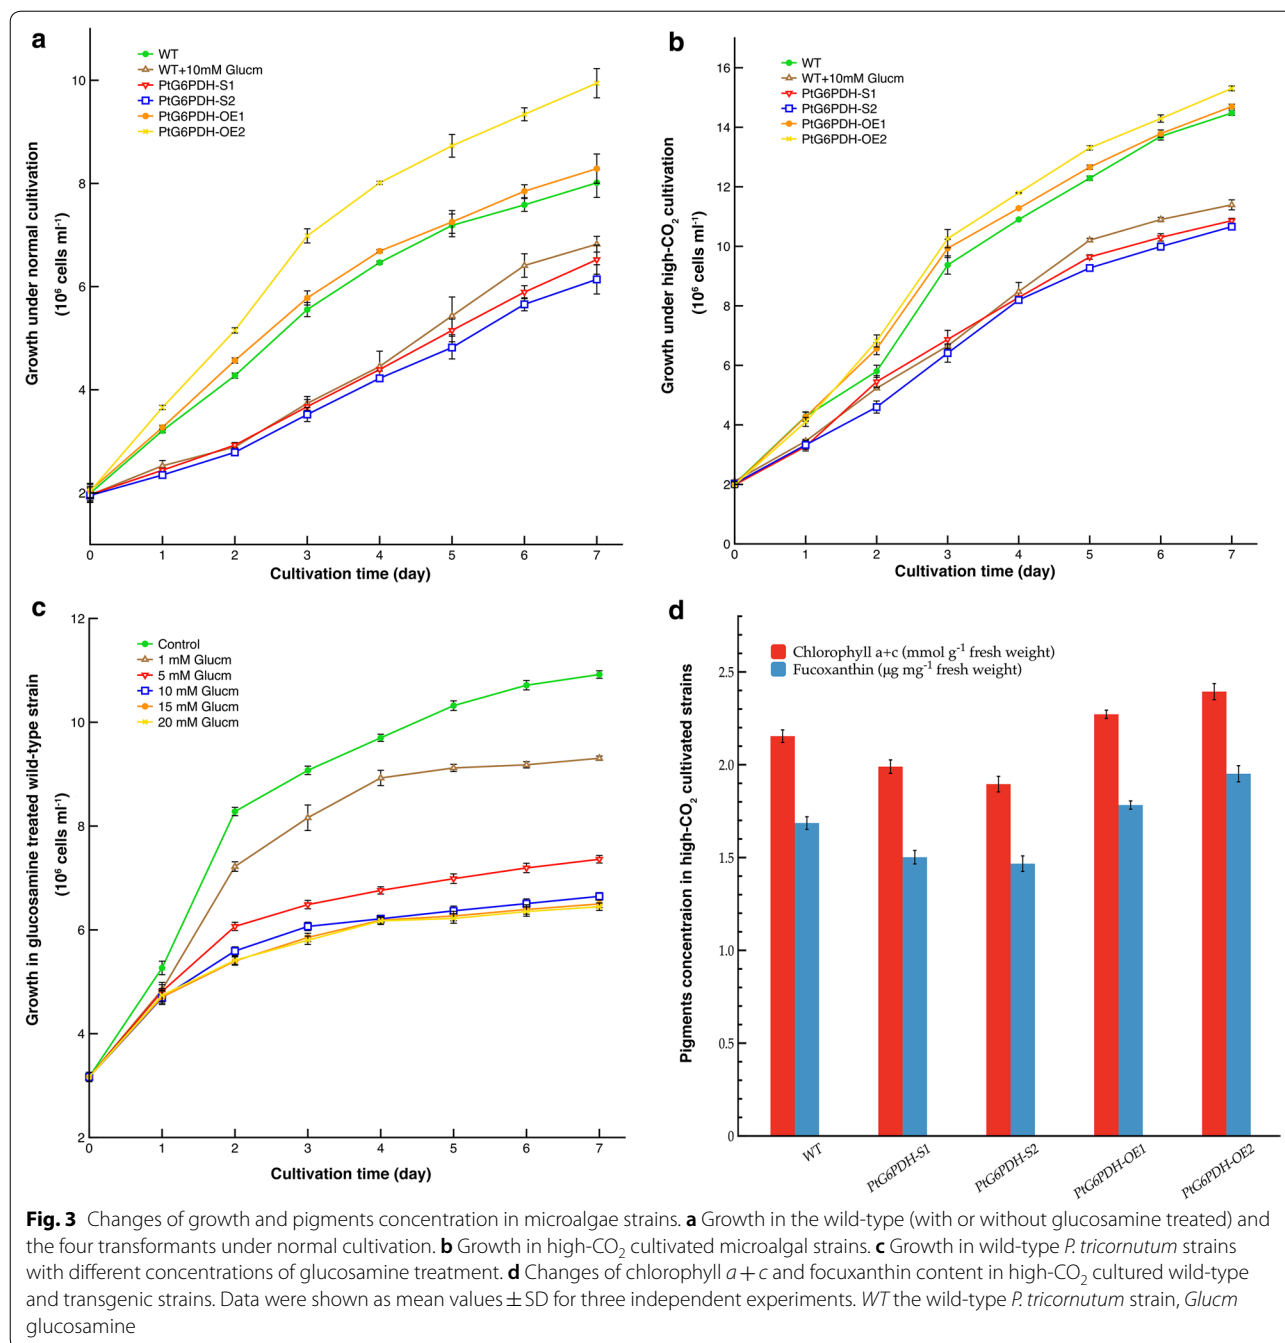 a
WT
WT+10mM Glucm
PtG6PDH-S1
PtG6PDH-S2
PtG6PDH-OE1
PtG6PDH-OE2
Growth under normal cultivation
(10⁶ cells ml⁻¹)
10
8
6
4
2
0 1 2 3 4 5 6 7
Cultivation time (day)
b
WT
WT+10mM Glucm
PtG6PDH-S1
PtG6PDH-S2
PtG6PDH-OE1
PtG6PDH-OE2
Growth under high-CO₂ cultivation
(10⁶ cells ml⁻¹)
16
14
12
10
8
6
4
2
0
0 1 2 3 4 5 6 7
Cultivation time (day)
c
Control
1 mM Glucm
5 mM Glucm
10 mM Glucm
15 mM Glucm
20 mM Glucm
Growth in glucosamine treated wild-type strain
(10⁶ cells ml⁻¹)
12
10
8
6
4
2
0 1 2 3 4 5 6 7
Cultivation time (day)
d
Chlorophyll a+c (mmol g⁻¹ fresh weight)
Fucoxanthin (μg mg⁻¹ fresh weight)
Pigments concentraion in high-CO₂ cultivated strains
2.5
2.0
1.5
1.0
0.5
0
WT
PtG6PDH-S1
PtG6PDH-S2
PtG6PDH-OE1
PtG6PDH-OE2
Fig. 3 Changes of growth and pigments concentration in microalgae strains. a Growth in the wild-type (with or without glucosamine treated) and
the four transformants under normal cultivation. b Growth in high-CO₂ cultivated microalgal strains. c Growth in wild-type P. tricornutum strains
with different concentrations of glucosamine treatment. d Changes of chlorophyll a + c and focuxanthin content in high-CO₂ cultured wild-type
and transgenic strains. Data were shown as mean values ± SD for three independent experiments. WT the wild-type P. tricornutum strain, Glucm
glucosamine